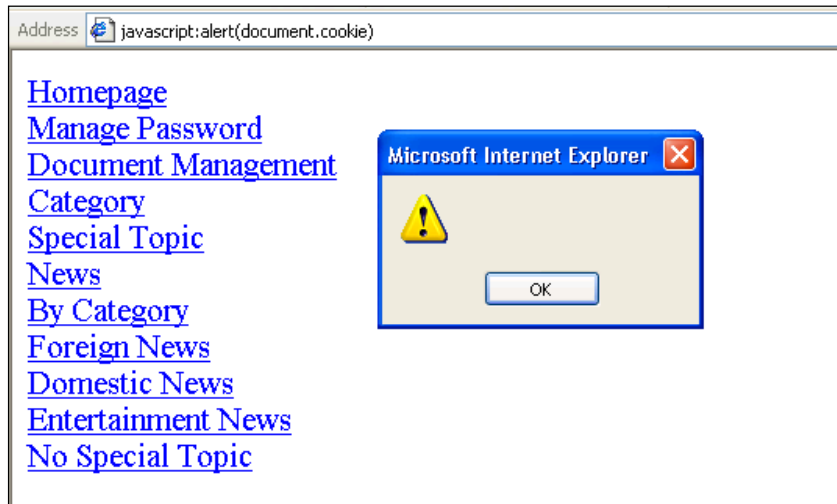 Address javascript:alert(document.cookie)
Homepage
Manage Password
Document Management
Category
Special Topic
News
By Category
Foreign News
Domestic News
Entertainment News
No Special Topic
Microsoft Internet Explorer
OK